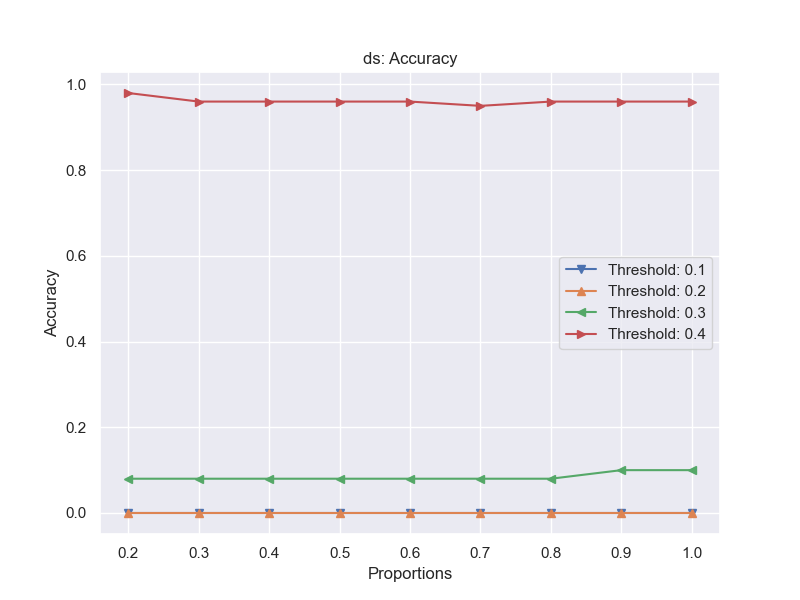 ds: Accuracy
1.0
0.8
0.6
0.4
0.2
0.0
Accuracy
Threshold: 0.1
Threshold: 0.2
Threshold: 0.3
Threshold: 0.4
0.2 0.3 0.4 0.5 0.6 0.7 0.8 0.9 1.0
Proportions